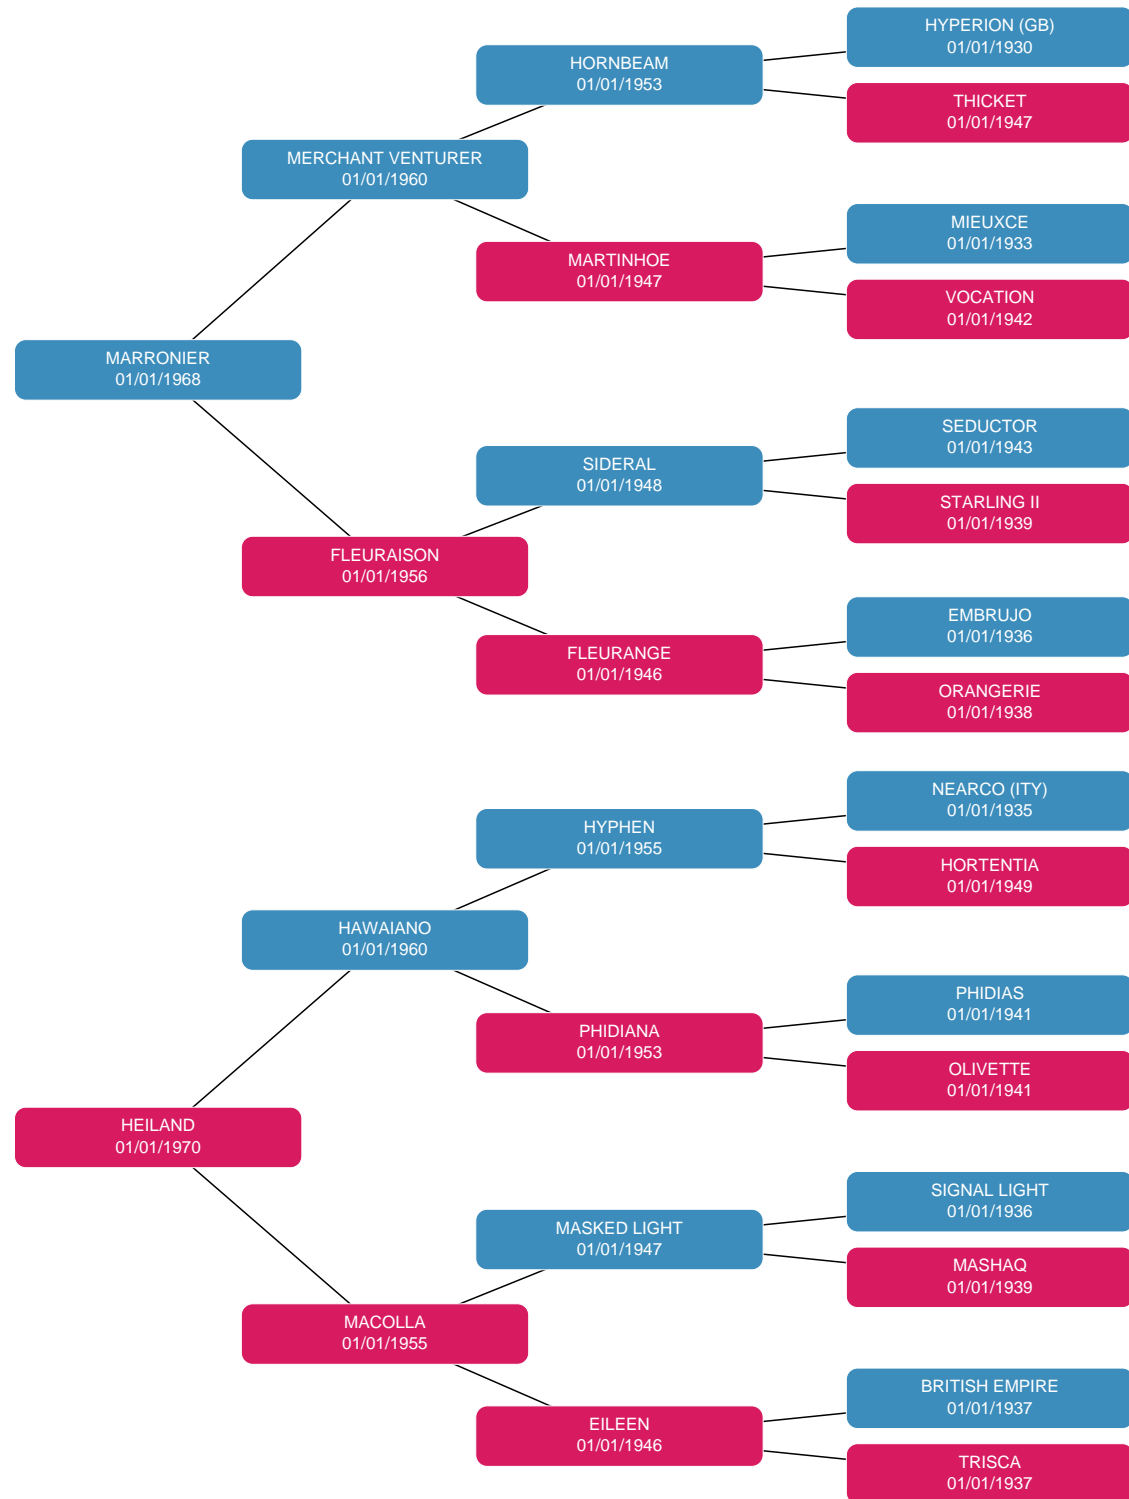 HYPERION (GB)
01/01/1930
HORNBEAM
01/01/1953
THICKET
01/01/1947
MERCHANT VENTURER
01/01/1960
MIEUXCE
01/01/1933
MARTINHOE
01/01/1947
VOCATION
01/01/1942
MARRONIER
01/01/1968
SEDUCTOR
01/01/1943
SIDERAL
01/01/1948
STARLING II
01/01/1939
FLEURAISON
01/01/1956
EMBRUJO
01/01/1936
FLEURANGE
01/01/1946
ORANGERIE
01/01/1938
NEARCO (ITY)
01/01/1935
HYPHEN
01/01/1955
HORTENTIA
01/01/1949
HAWAIANO
01/01/1960
PHIDIAS
01/01/1941
PHIDIANA
01/01/1953
OLIVETTE
01/01/1941
HEILAND
01/01/1970
SIGNAL LIGHT
01/01/1936
MASKED LIGHT
01/01/1947
MASHAQ
01/01/1939
MACOLLA
01/01/1955
BRITISH EMPIRE
01/01/1937
EILEEN
01/01/1946
TRISCA
01/01/1937